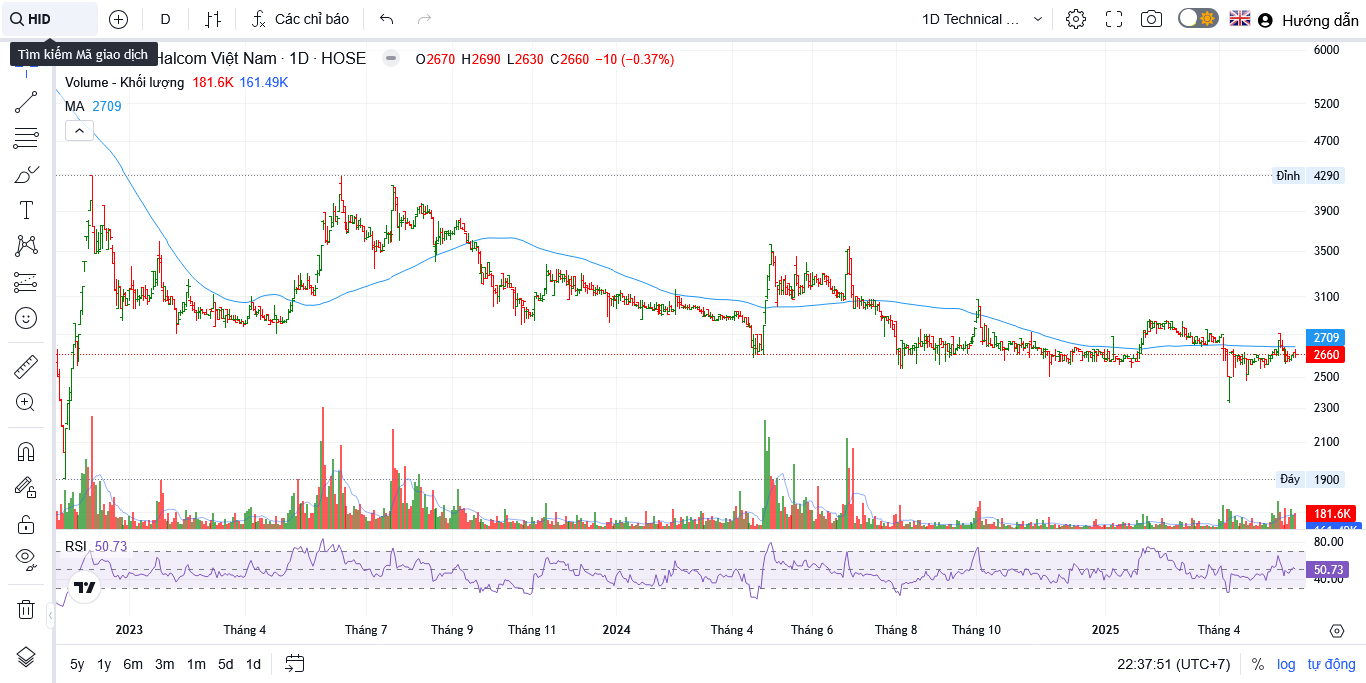 HID D Các chỉ báo 1D Technical ... Hướng dẫn
Tìm kiếm Mã giao dịch
Halcom Việt Nam · 1D · HOSE O2670 H2690 L2630 C2660 −10 (−0.37%)
Volume - Khối lượng 181.6K 161.49K
MA 2709
6000
5200
4700
Đỉnh 4290
3900
3500
3100
2709
2660
2500
2300
2100
Đáy 1900
181.6K
RSI 50.73
80.00
50.73
40.00
2023 Tháng 4 Tháng 7 Tháng 9 Tháng 11 2024 Tháng 4 Tháng 6 Tháng 8 Tháng 10 2025 Tháng 4
5y 1y 6m 3m 1m 5d 1d 22:37:51 (UTC+7) % log tự động